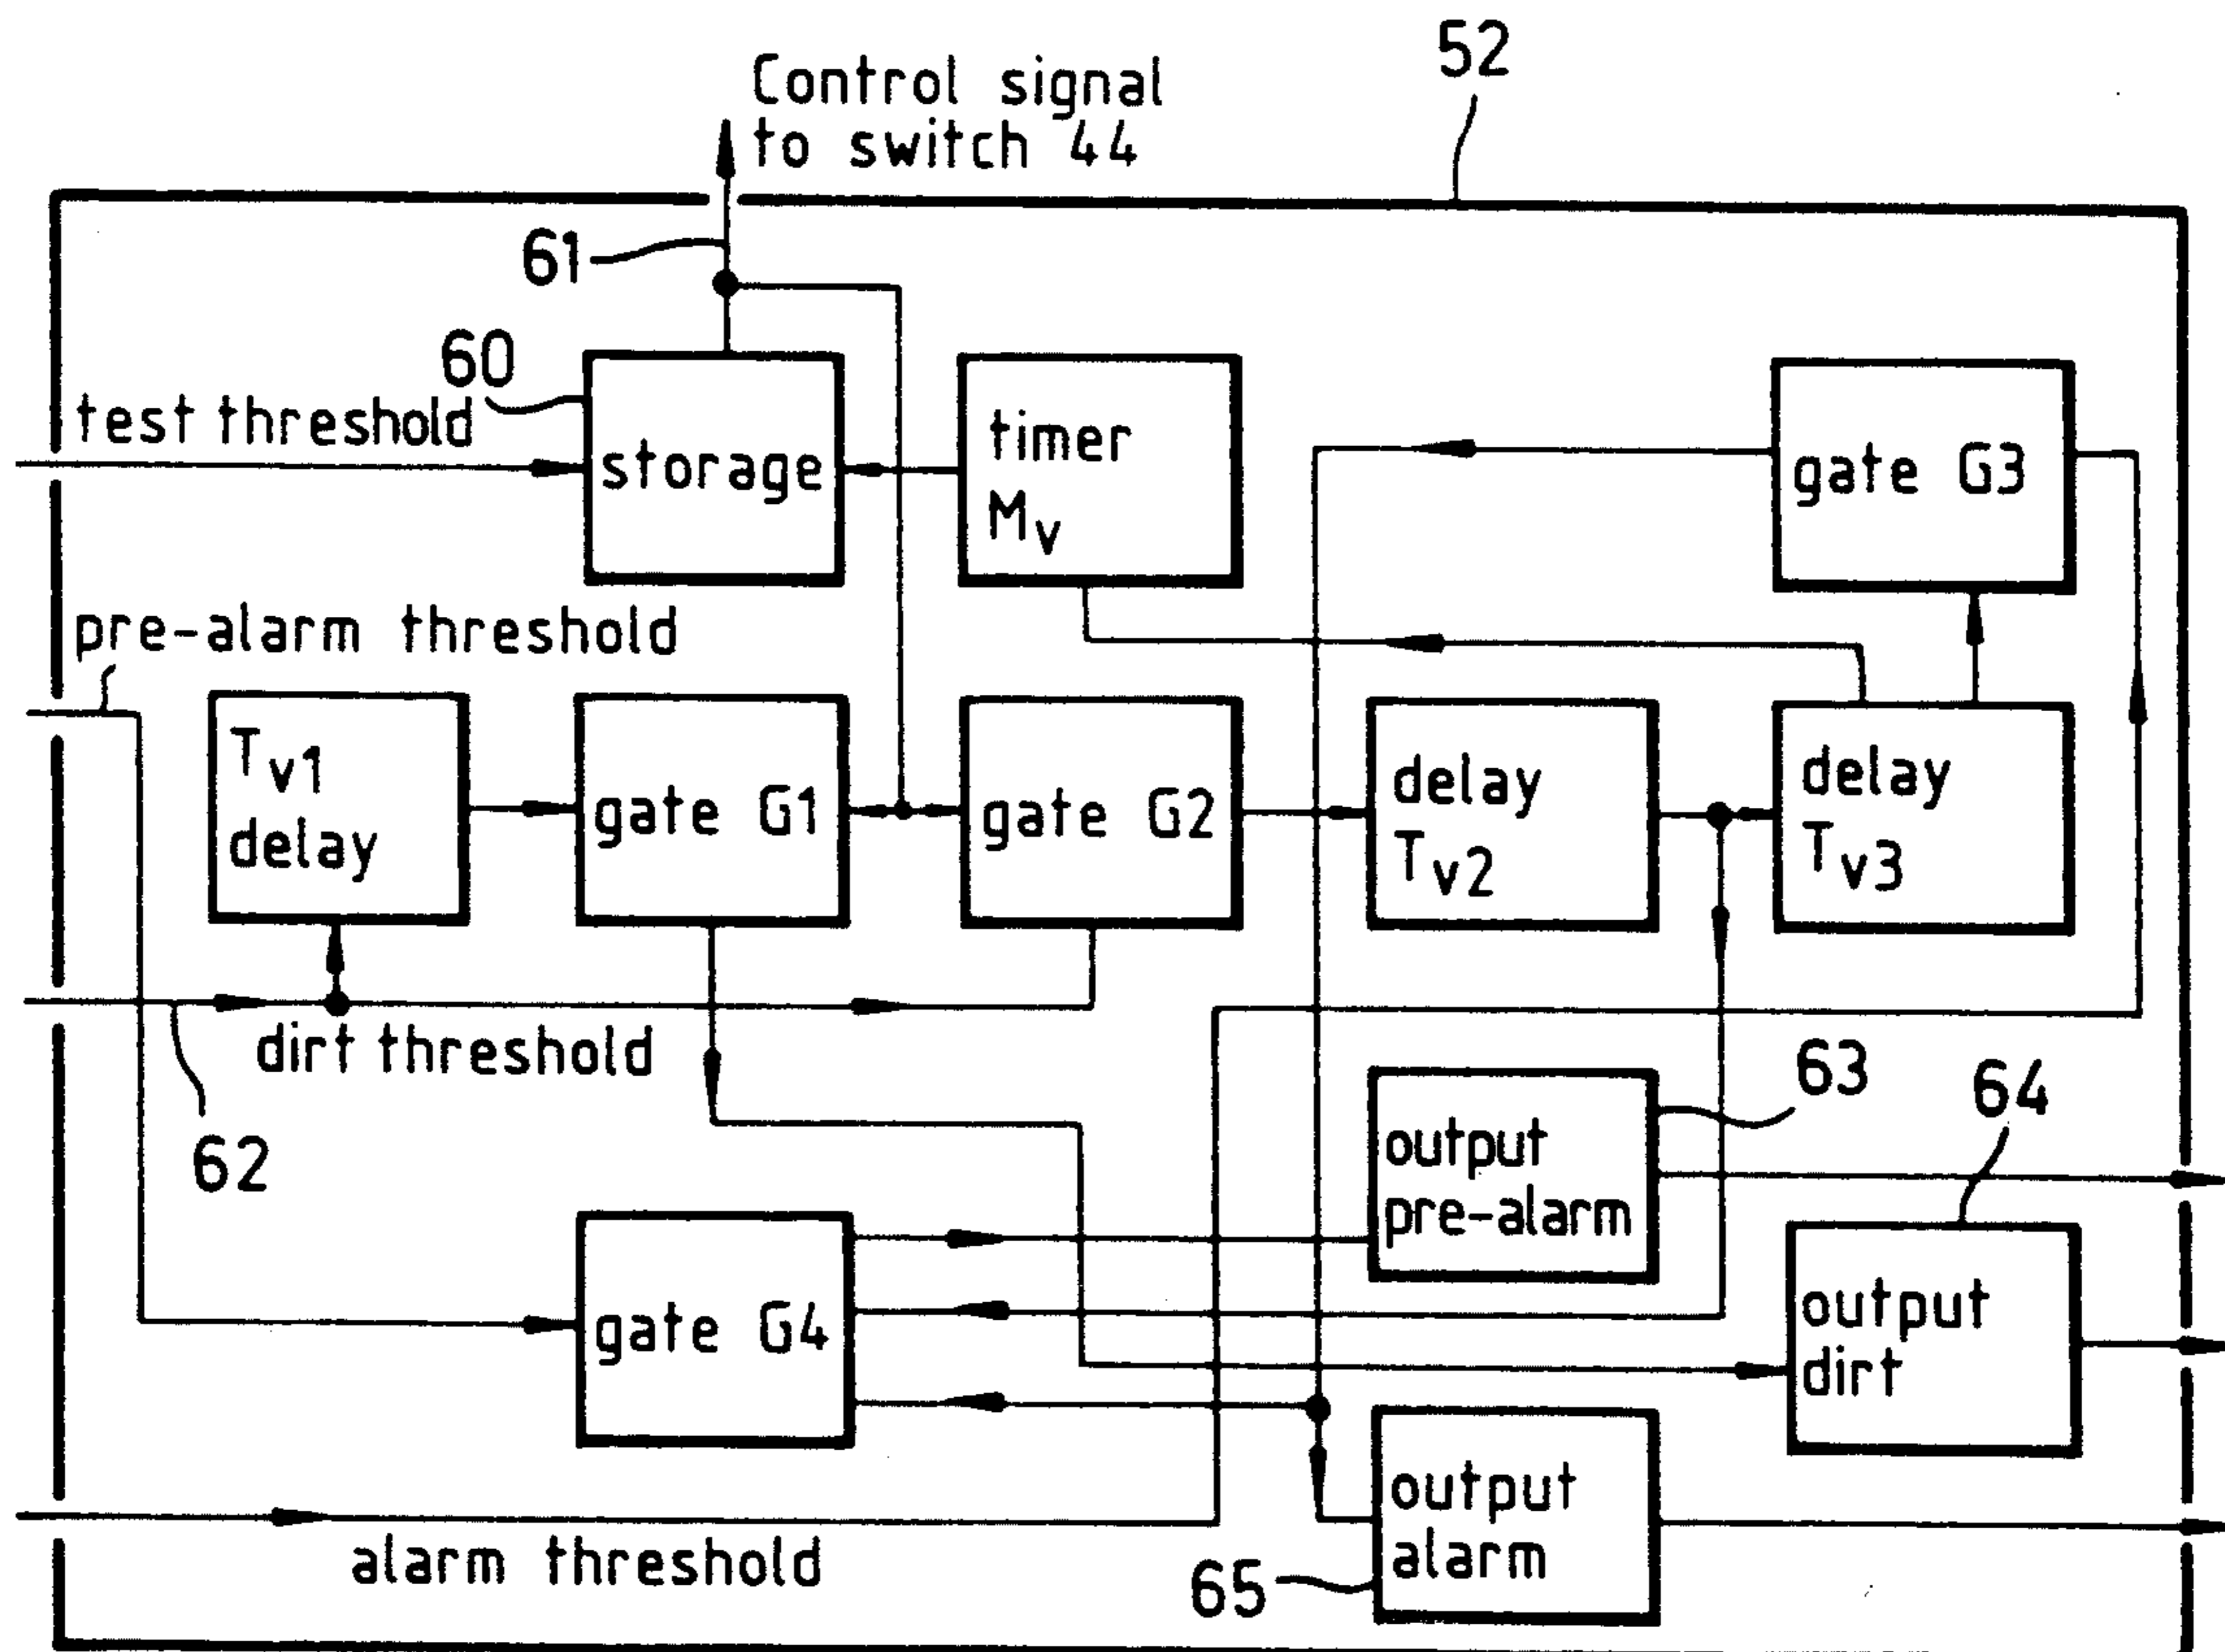 52
Control signal
to switch 44
61
60
test threshold
storage
timer
Mv
gate G3
pre-alarm threshold
Tv1
delay
gate G1
gate G2
delay
Tv2
delay
Tv3
dirt threshold
62
63
64
output
pre-alarm
gate G4
output
dirt
output
alarm
alarm threshold
65